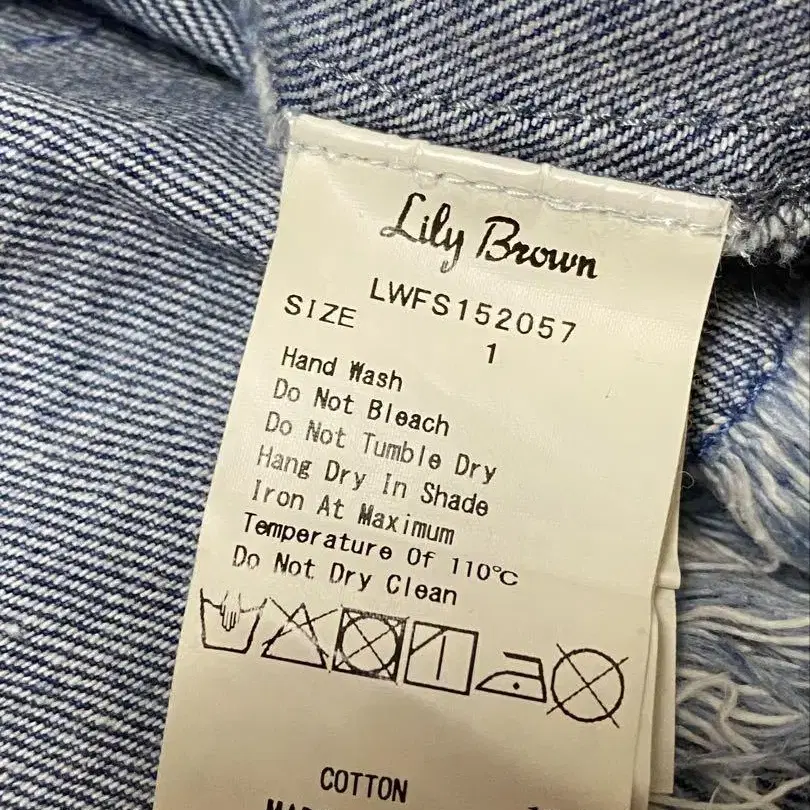 Lily Brown
LWFS152057
SIZE 1
Hand Wash
Do Not Bleach
Do Not Tumble Dry
Hang Dry In Shade
Iron At Maximum
Temperature Of 110℃
Do Not Dry Clean
COTTON